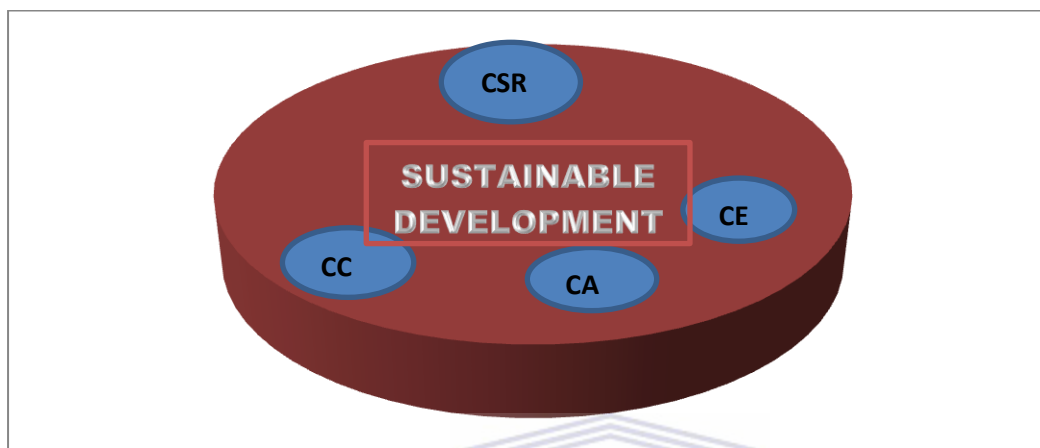 CSR
SUSTAINABLE
DEVELOPMENT
CE
CC
CA